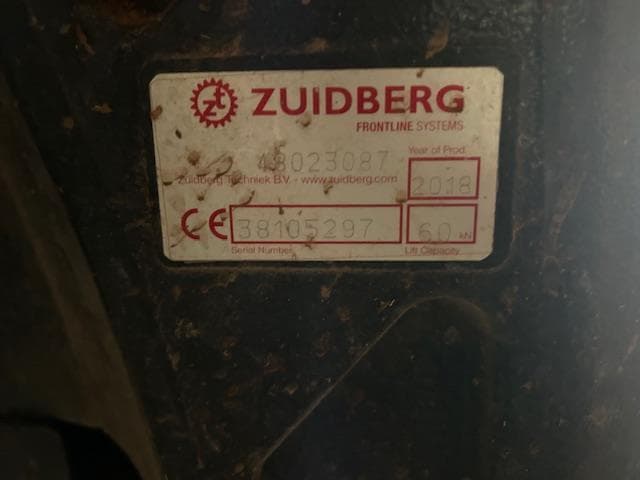 zt ZUIDBERG
FRONTLINE SYSTEMS
48023087
Year of Prod.
Zuidberg Techniek B.V. - www.zuidberg.com
2018
CE 38105297 60 kN
Serial Number Lift Capacity